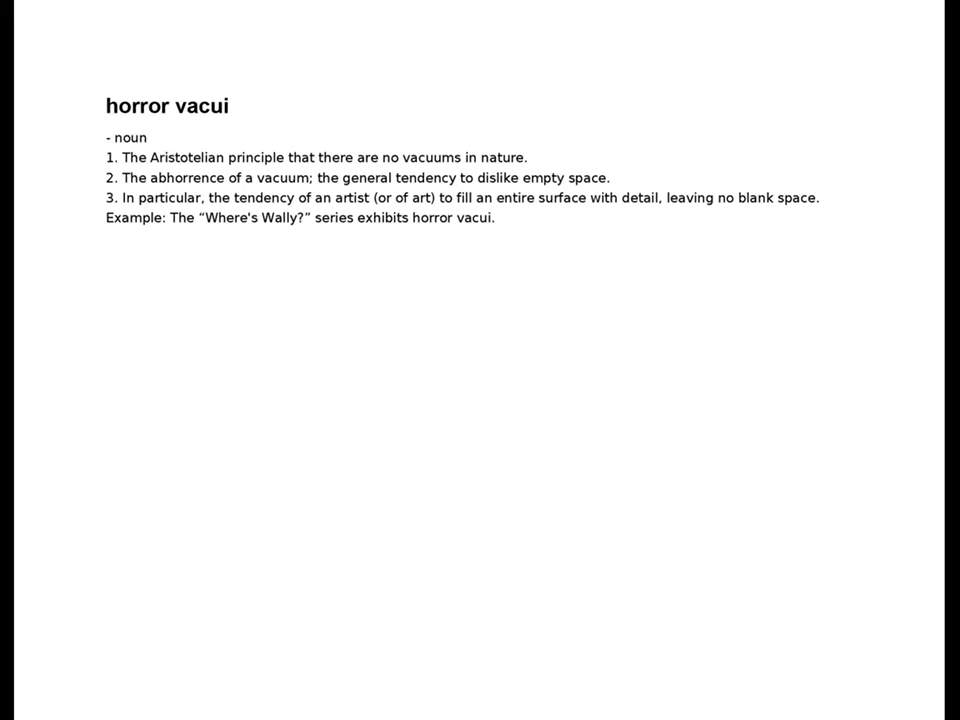 horror vacui
- noun
1. The Aristotelian principle that there are no vacuums in nature.
2. The abhorrence of a vacuum; the general tendency to dislike empty space.
3. In particular, the tendency of an artist (or of art) to fill an entire surface with detail, leaving no blank space.
Example: The “Where's Wally?” series exhibits horror vacui.